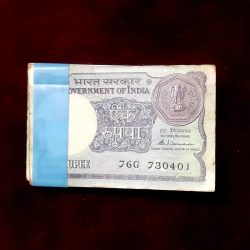 भारत सरकार
GOVERNMENT OF INDIA
एक
रुपया
RUPEE 76G 730401